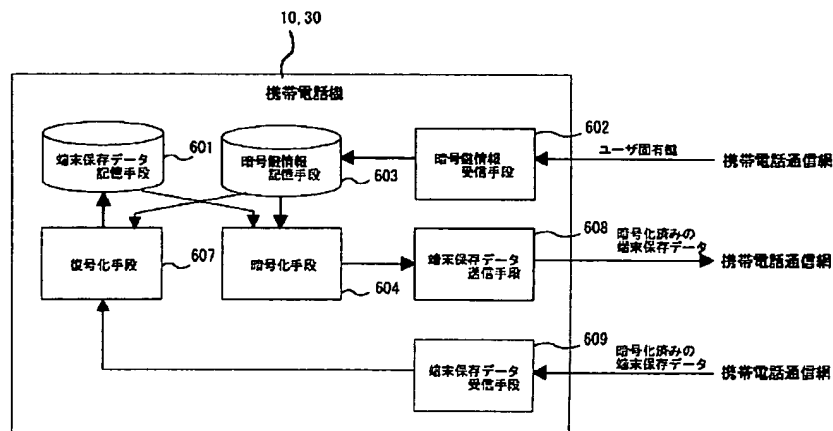 10,30
携帯電話機
端末保存データ
記憶手段
601
暗号鍵情報
記憶手段
603
暗号鍵情報
受信手段
602
ユーザ固有鍵
携帯電話通信網
復号化手段
607
暗号化手段
604
端末保存データ
送信手段
608
暗号化済みの
端末保存データ
携帯電話通信網
端末保存データ
受信手段
609
暗号化済みの
端末保存データ
携帯電話通信網